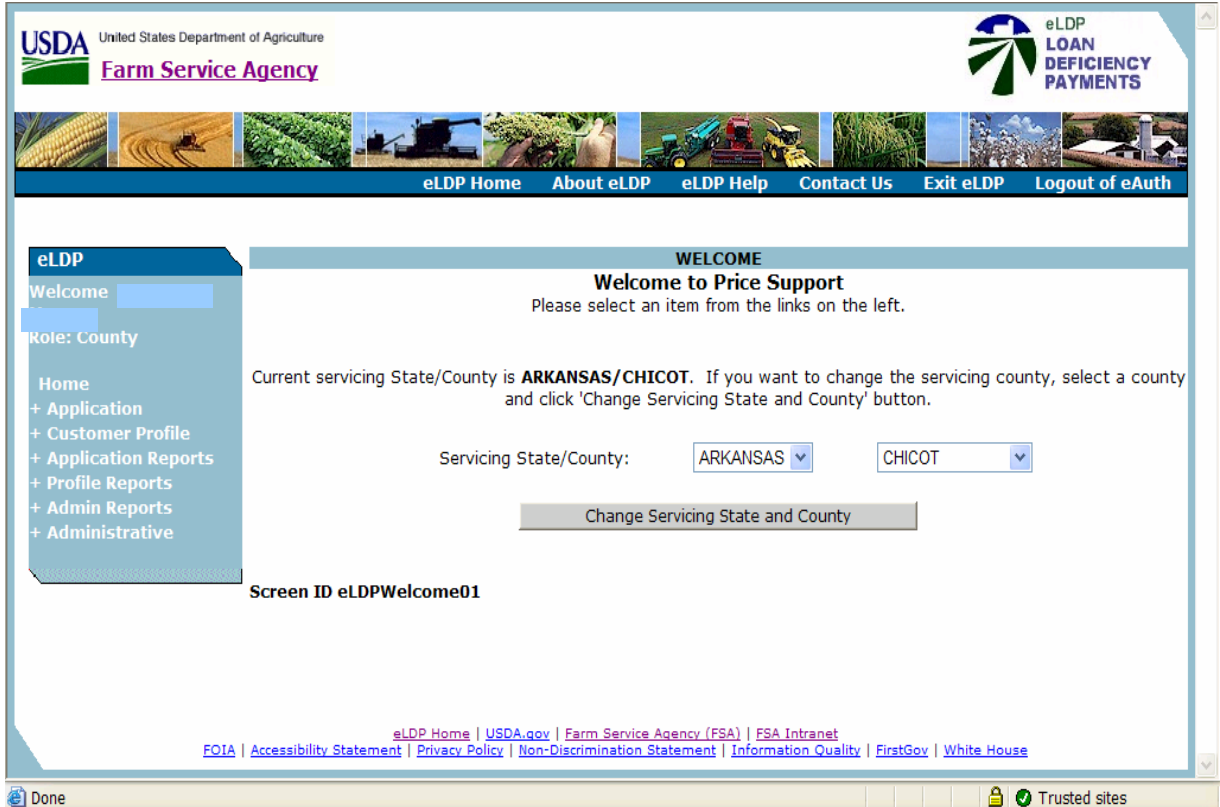 USDA United States Department of Agriculture
Farm Service Agency
eLDP
LOAN
DEFICIENCY
PAYMENTS
eLDP Home About eLDP eLDP Help Contact Us Exit eLDP Logout of eAuth
eLDP
Welcome
Role: County
Home
+ Application
+ Customer Profile
+ Application Reports
+ Profile Reports
+ Admin Reports
+ Administrative
WELCOME
Welcome to Price Support
Please select an item from the links on the left.
Current servicing State/County is ARKANSAS/CHICOT. If you want to change the servicing county, select a county
and click 'Change Servicing State and County' button.
Servicing State/County: ARKANSAS CHICOT
Change Servicing State and County
Screen ID eLDPWelcome01
eLDP Home | USDA.gov | Farm Service Agency (FSA) | FSA Intranet
FOIA | Accessibility Statement | Privacy Policy | Non-Discrimination Statement | Information Quality | FirstGov | White House
Done Trusted sites